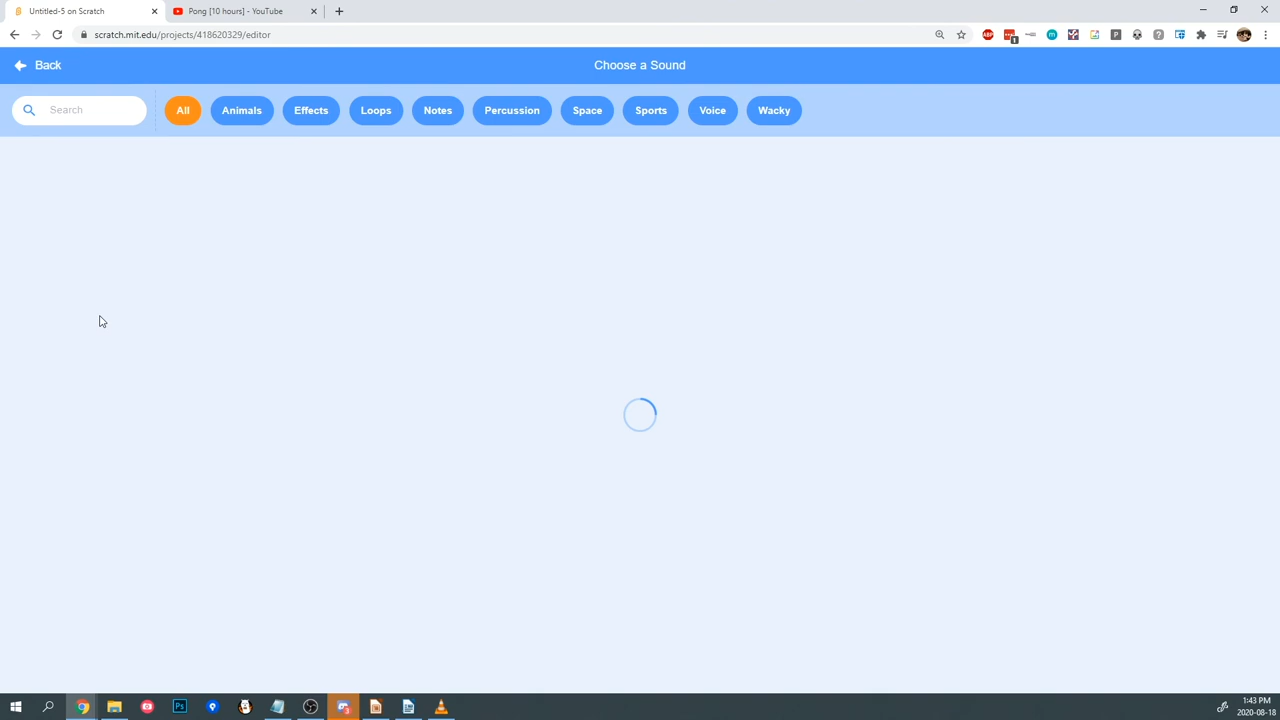 Untitled-5 on Scratch
Pong [10 hours] - YouTube
scratch.mit.edu/projects/418620329/editor
Back
Choose a Sound
Search
All
Animals
Effects
Loops
Notes
Percussion
Space
Sports
Voice
Wacky
1:43 PM
2020-08-18